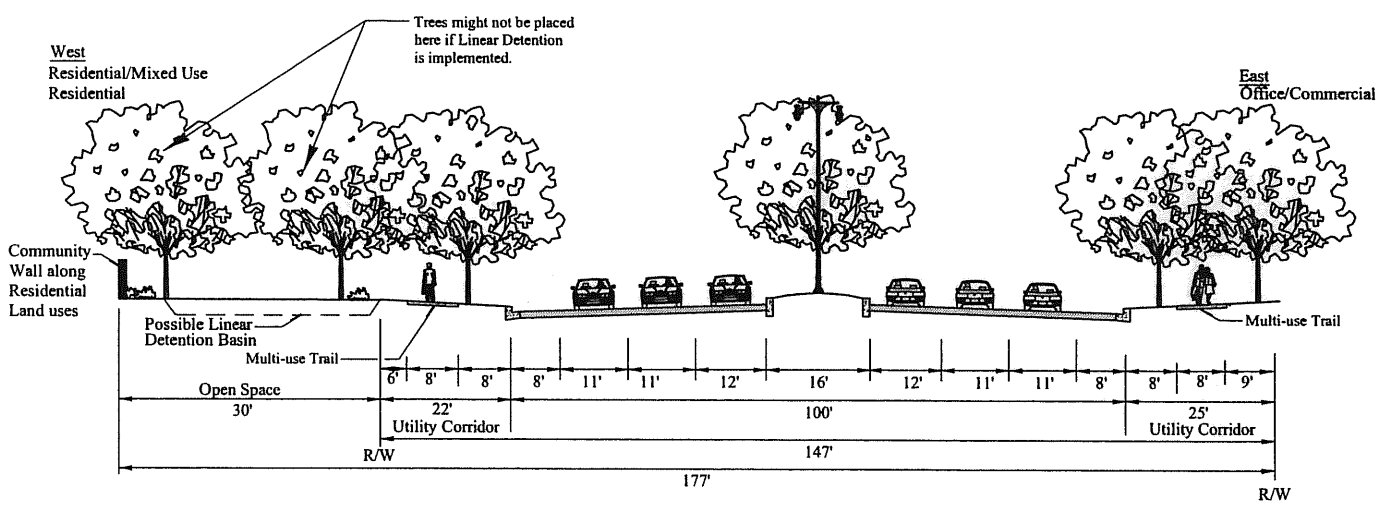 Trees might not be placed
here if Linear Detention
is implemented.
West
Residential/Mixed Use
Residential
East
Office/Commercial
Community
Wall along
Residential
Land uses
Possible Linear
Detention Basin
Multi-use Trail
Multi-use Trail
6' 8' 8' 8' 11' 11' 12' 16' 12' 11' 11' 8' 8' 8' 9'
Open Space
30' 22' 100' 25'
Utility Corridor Utility Corridor
R/W 147'
177'
R/W